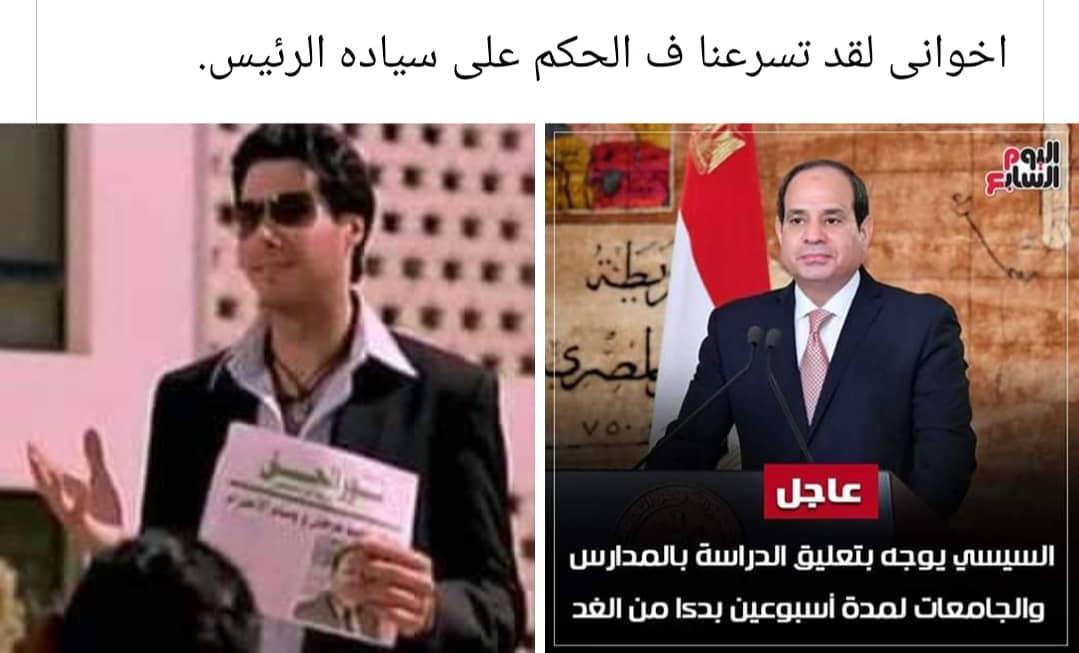 اخوانى لقد تسرعنا ف الحكم على سياده الرئيس.
اليوم
السابع
عاجل
السيسي يوجه بتعليق الدراسة بالمدارس
والجامعات لمدة أسبوعين بدءا من الغد